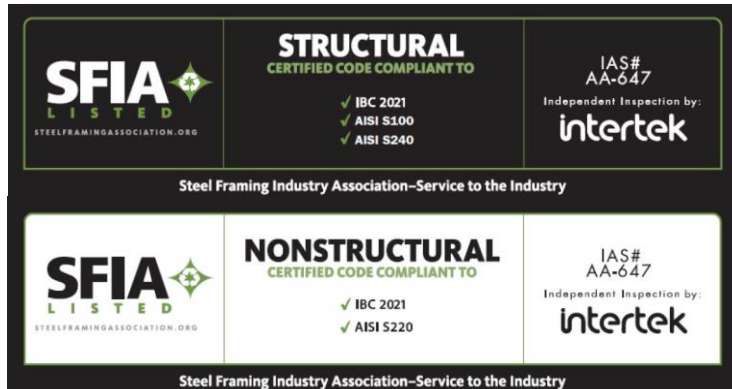 SFIA
LISTED
STEELFRAMINGASSOCIATION.ORG
STRUCTURAL
CERTIFIED CODE COMPLIANT TO
✓ IBC 2021
✓ AISI S100
✓ AISI S240
IAS#
AA-647
Independent Inspection by:
intertek
Steel Framing Industry Association–Service to the Industry
SFIA
LISTED
STEELFRAMINGASSOCIATION.ORG
NONSTRUCTURAL
CERTIFIED CODE COMPLIANT TO
✓ IBC 2021
✓ AISI S220
IAS#
AA-647
Independent Inspection by:
intertek
Steel Framing Industry Association–Service to the Industry